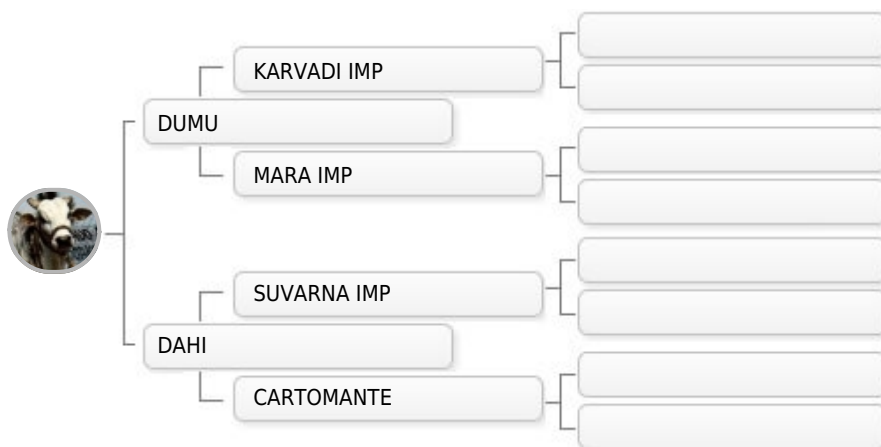 KARVADI IMP
DUMU
MARA IMP
SUVARNA IMP
DAHI
CARTOMANTE